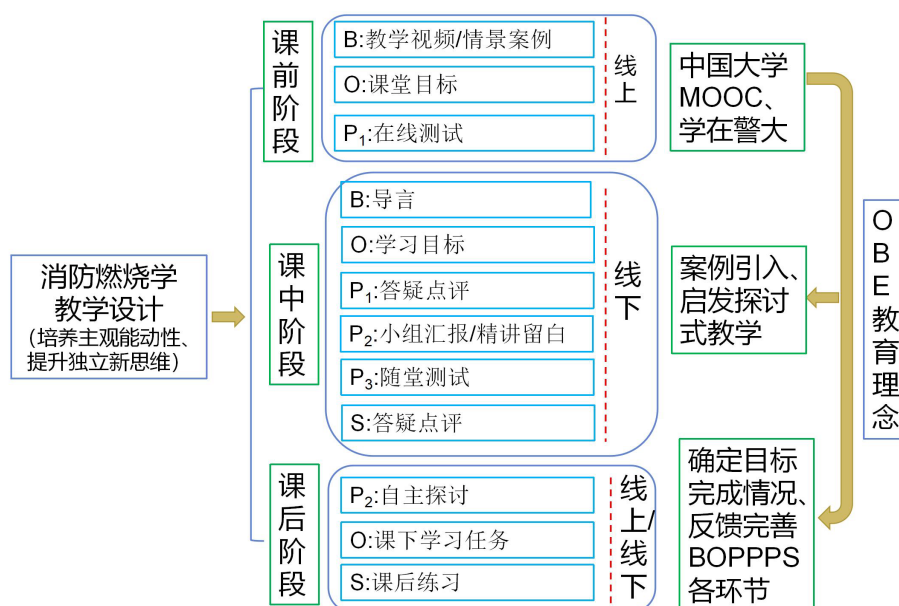 消防燃烧学
教学设计
(培养主观能动性、
提升独立新思维)
课前阶段
B:教学视频/情景案例
O:课堂目标
P₁:在线测试
线上
中国大学
MOOC、
学在警大
课中阶段
B:导言
O:学习目标
P₁:答疑点评
P₂:小组汇报/精讲留白
P₃:随堂测试
S:答疑点评
线下
案例引入、
启发探讨
式教学
课后阶段
P₂:自主探讨
O:课下学习任务
S:课后练习
线上/线下
确定目标
完成情况、
反馈完善
BOPPPS
各环节
OBE教育理念